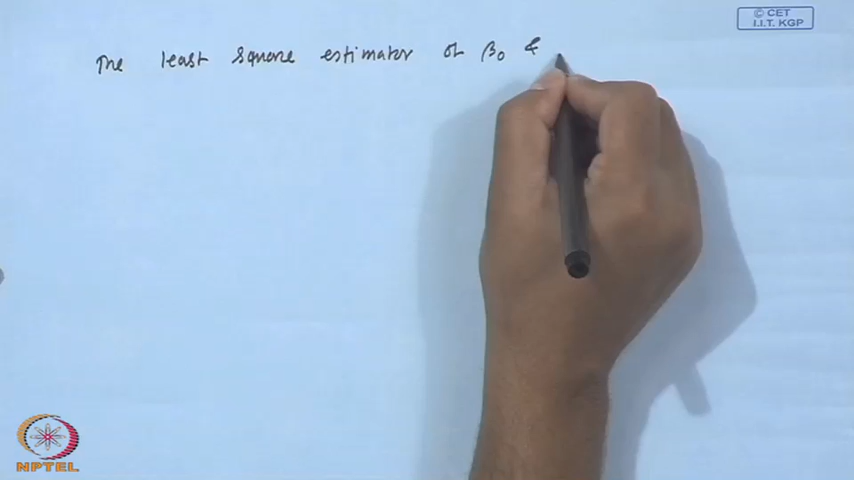 © CET
I.I.T. KGP
The least square estimator of β0 &
NPTEL